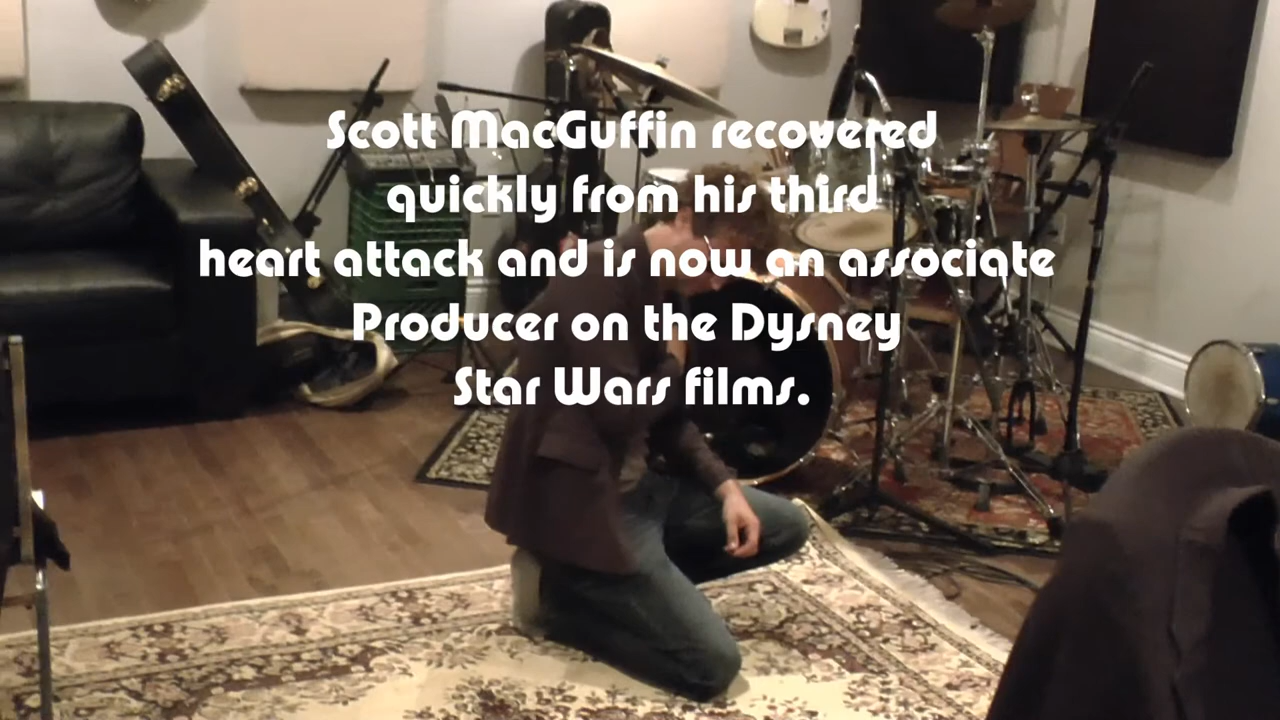 Scott MacGuffin recovered
quickly from his third
heart attack and is now an associate
Producer on the Dysney
Star Wars films.